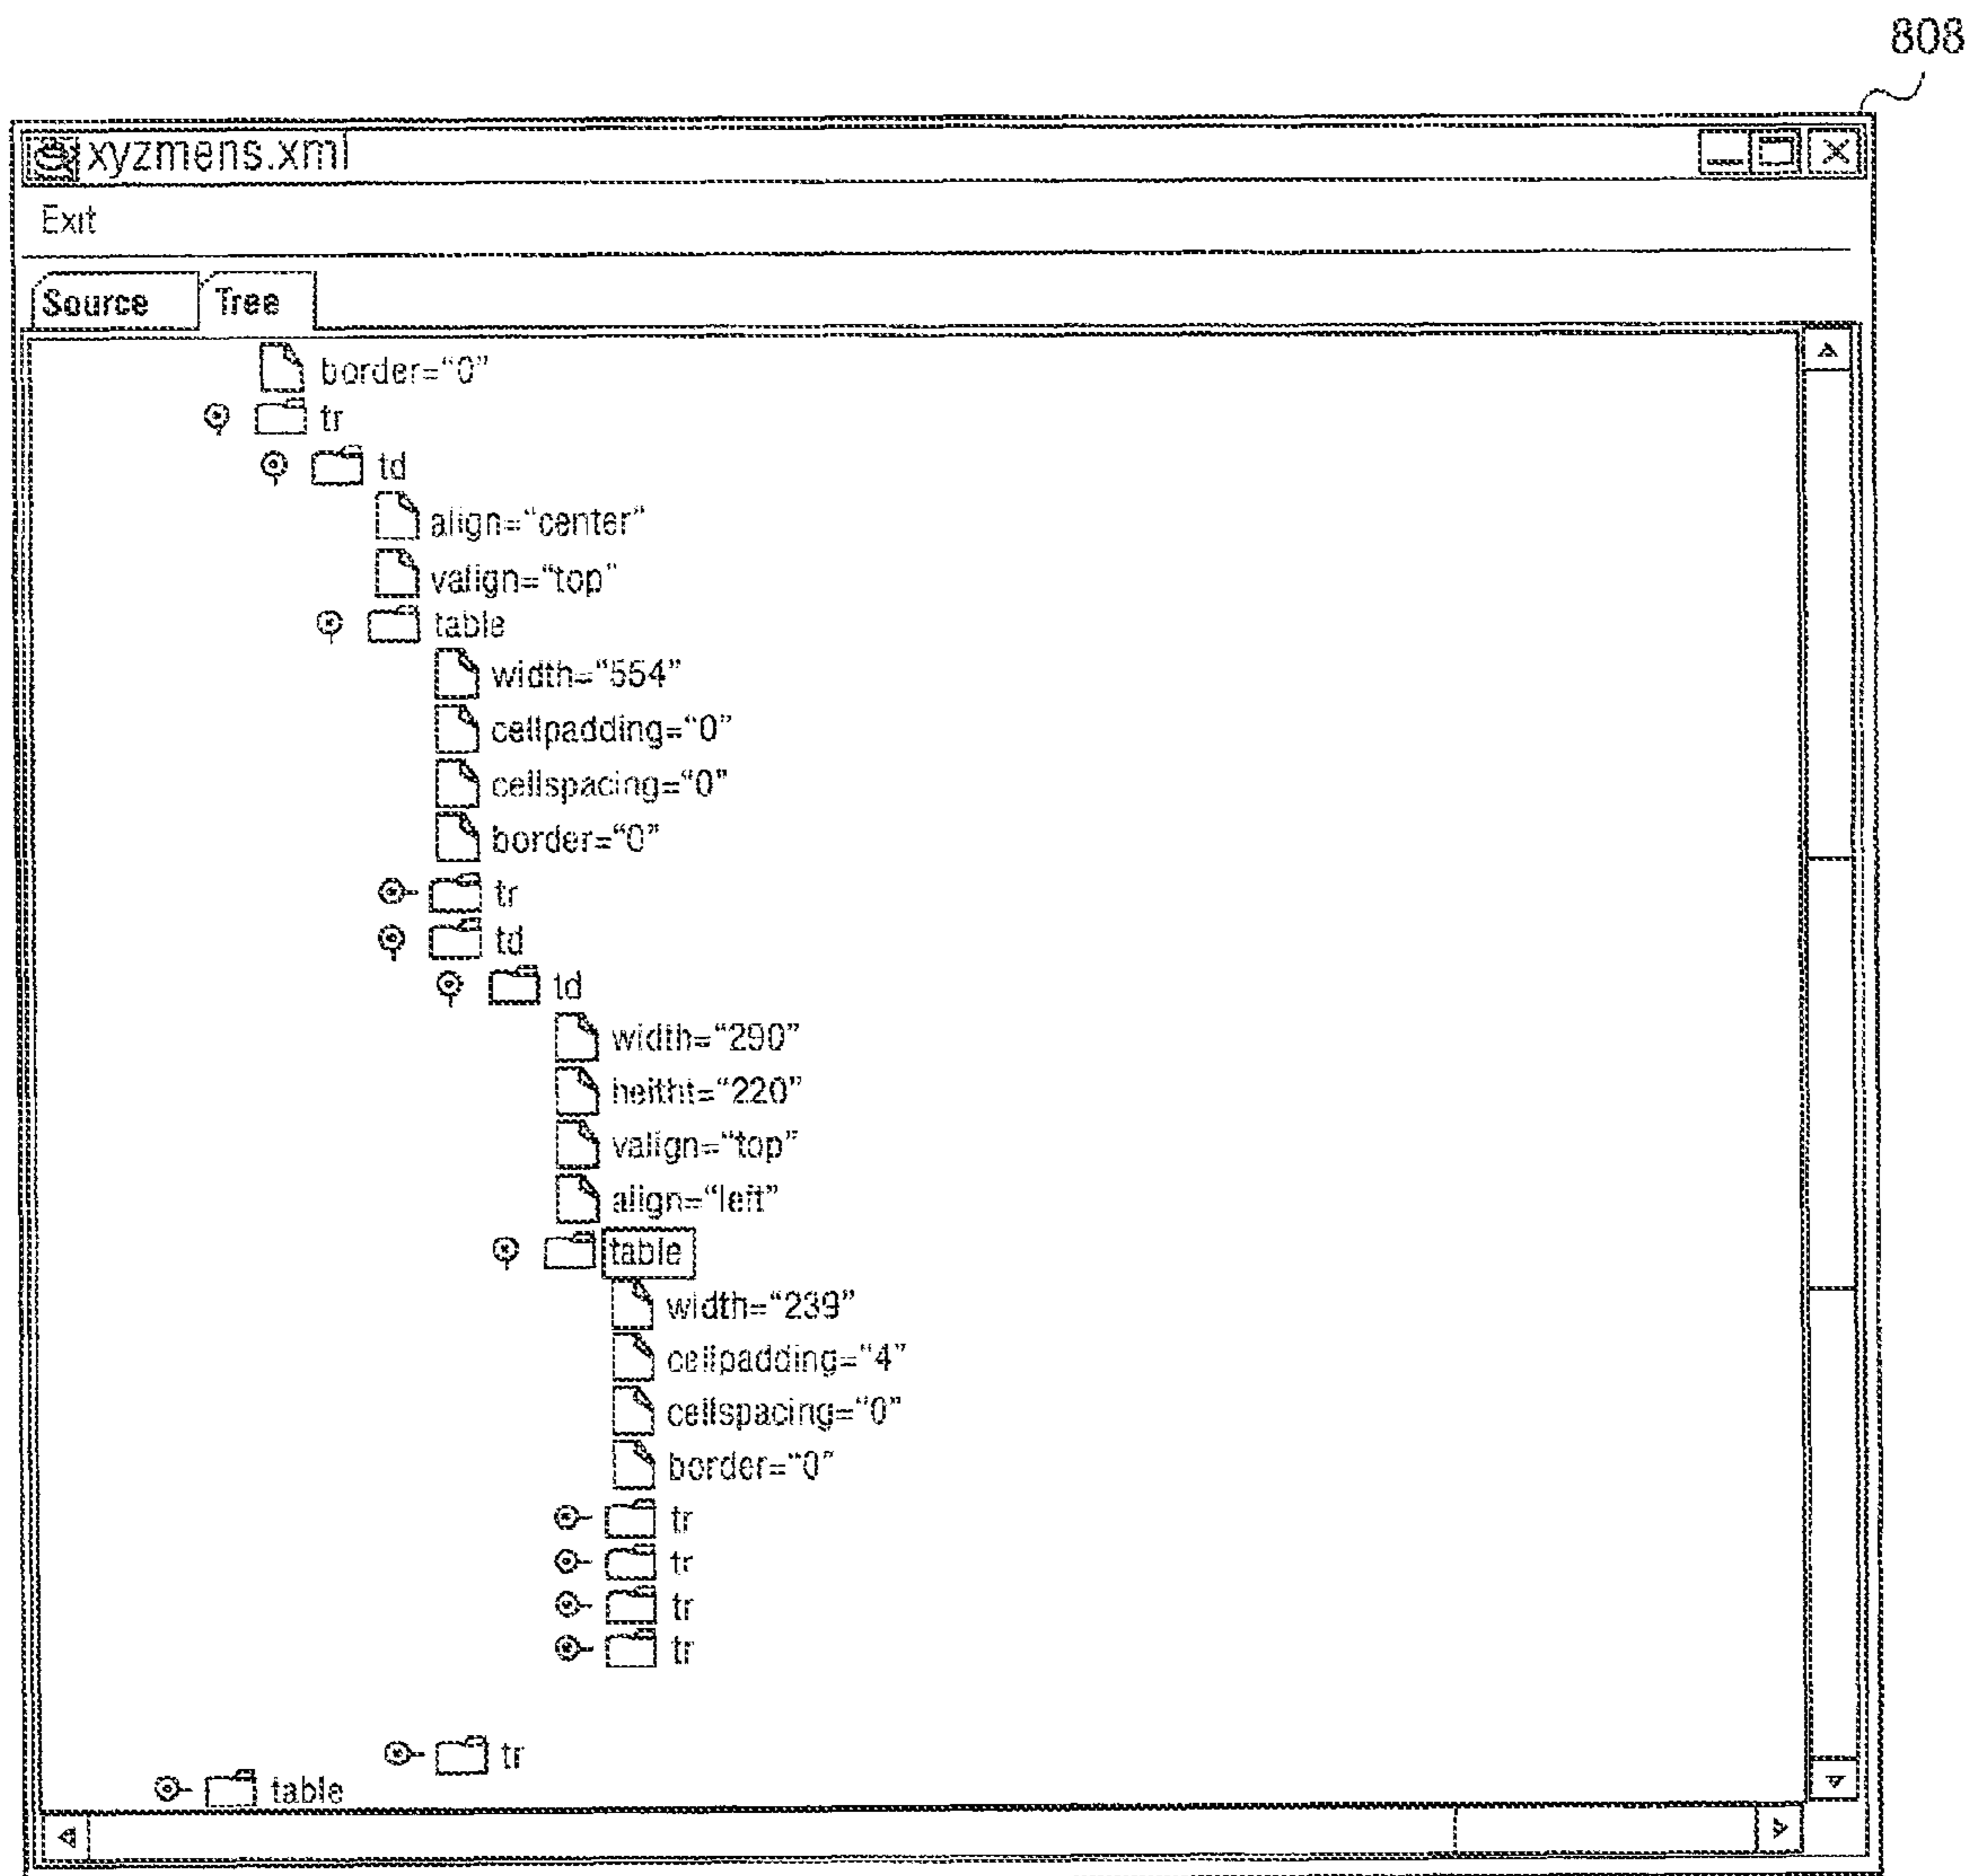 808
xyzmens.xml
Exit
Source Tree
border="0"
tr
td
align="center"
valign="top"
table
width="554"
cellpadding="0"
cellspacing="0"
border="0"
tr
td
td
width="290"
heitht="220"
valign="top"
align="left"
table
width="239"
cellpadding="4"
cellspacing="0"
border="0"
tr
tr
tr
tr
tr
table